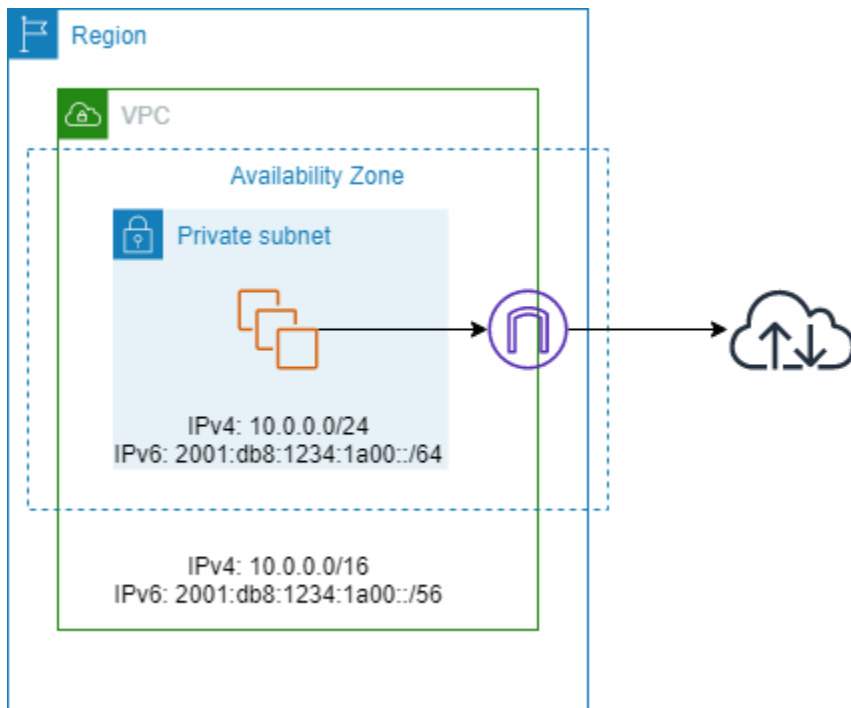 Region
VPC
Availability Zone
Private subnet
IPv4: 10.0.0.0/24
IPv6: 2001:db8:1234:1a00::/64
IPv4: 10.0.0.0/16
IPv6: 2001:db8:1234:1a00::/56